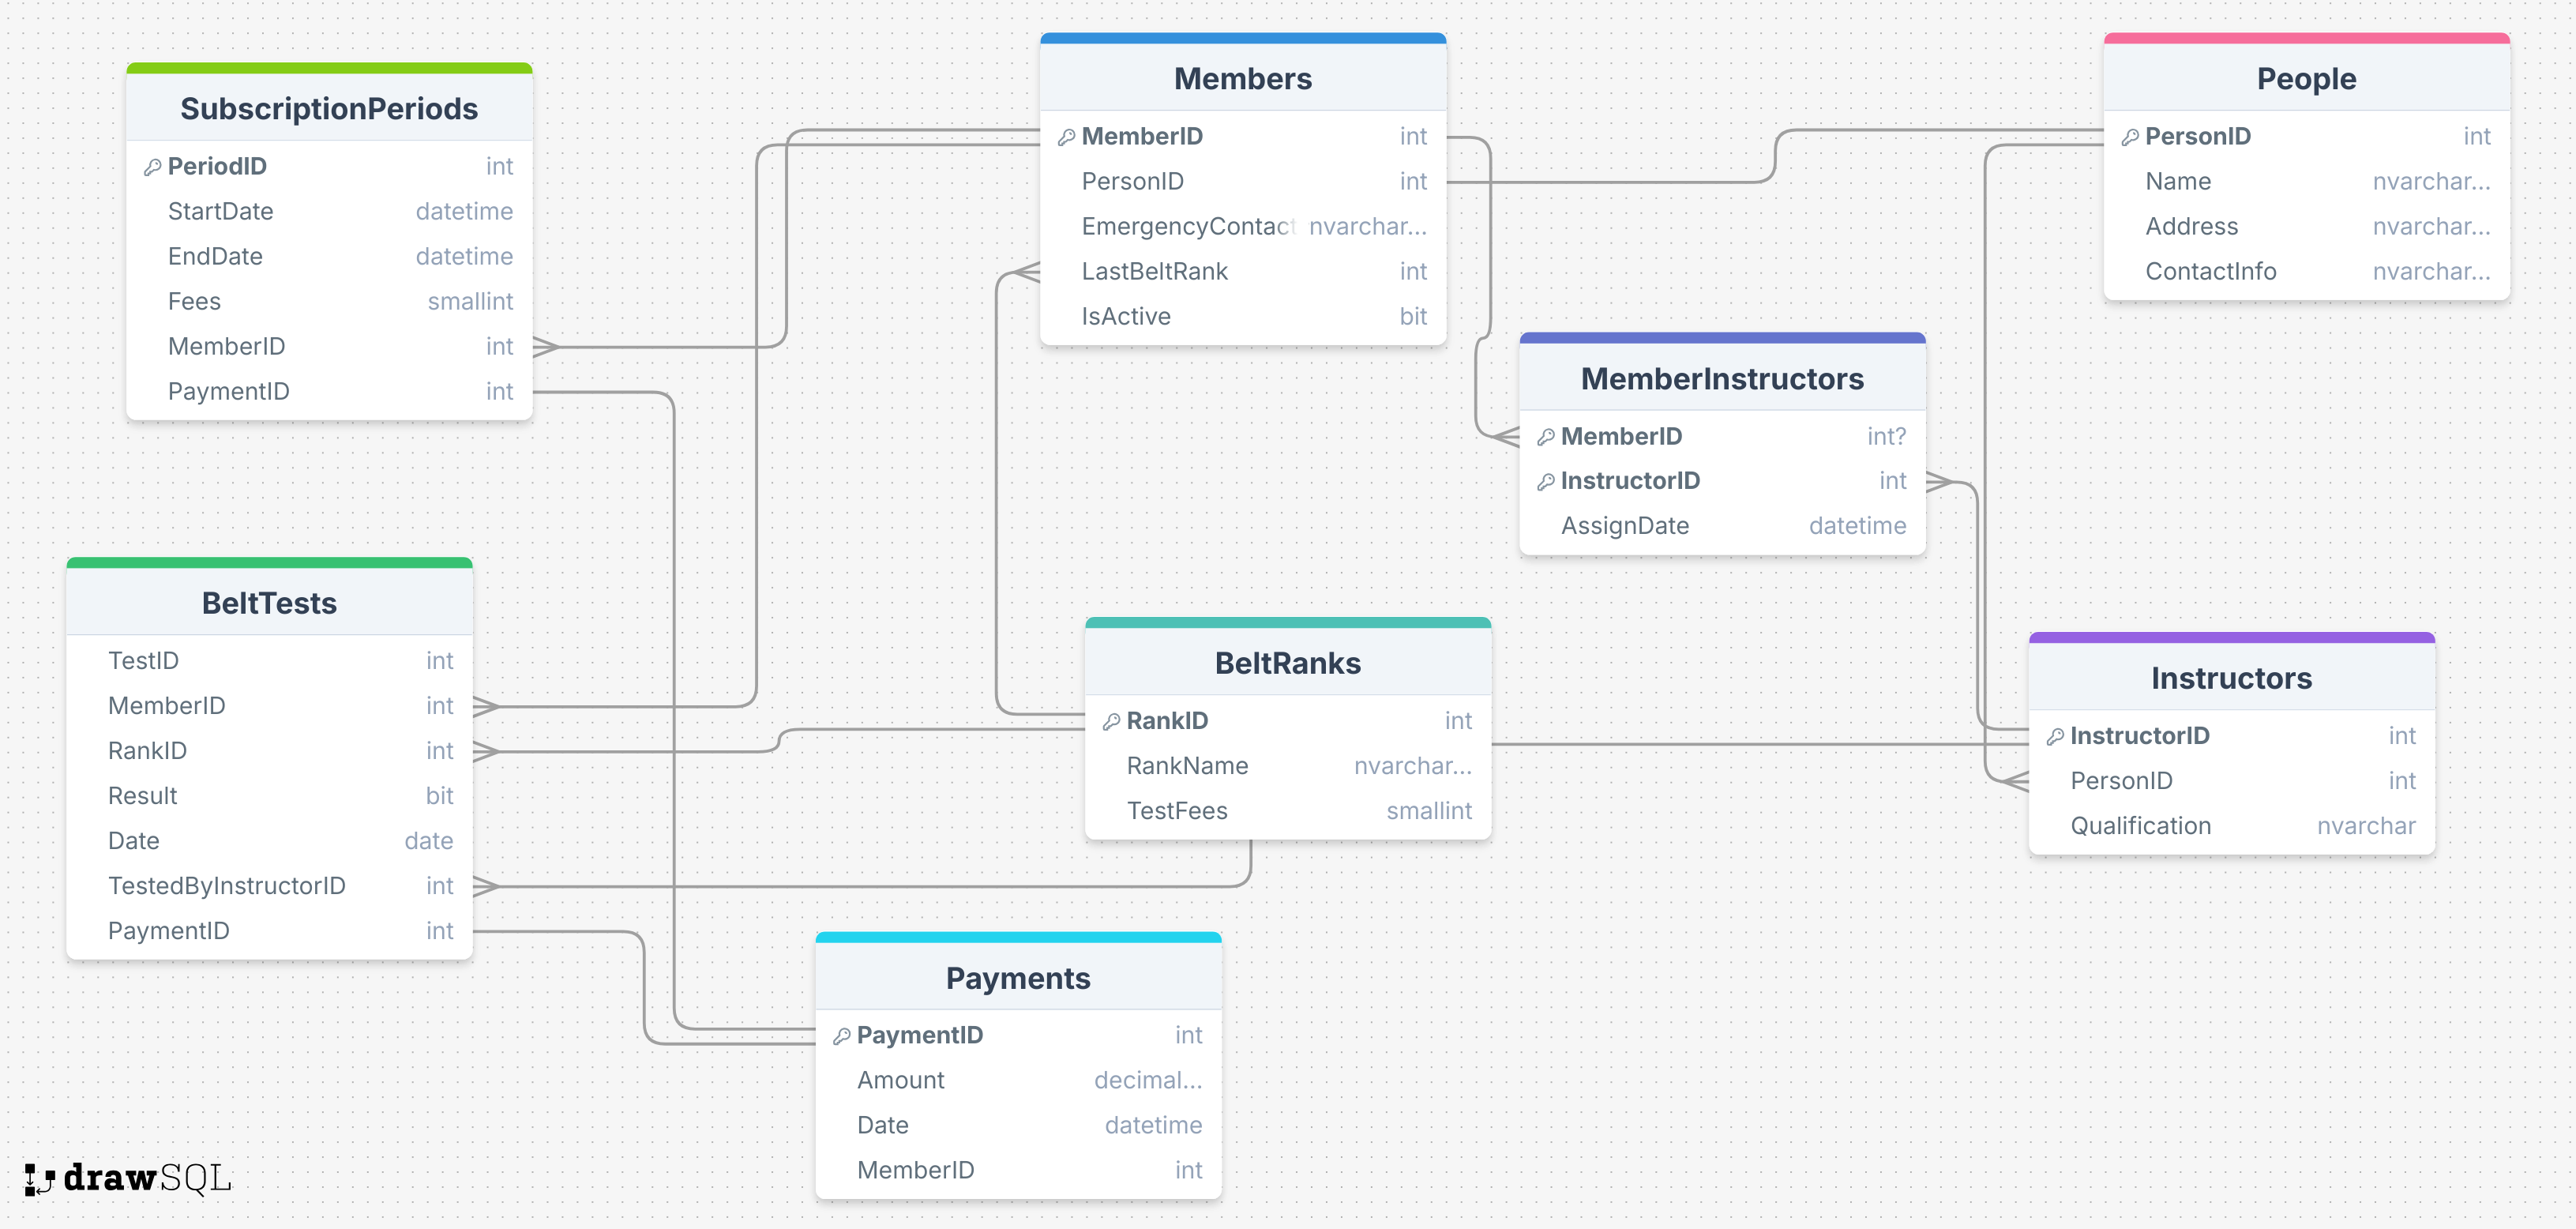 SubscriptionPeriods
PeriodID int
StartDate datetime
EndDate datetime
Fees smallint
MemberID int
PaymentID int
Members
MemberID int
PersonID int
EmergencyContact nvarchar...
LastBeltRank int
IsActive bit
People
PersonID int
Name nvarchar...
Address nvarchar...
ContactInfo nvarchar...
MemberInstructors
MemberID int?
InstructorID int
AssignDate datetime
BeltTests
TestID int
MemberID int
RankID int
Result bit
Date date
TestedByInstructorID int
PaymentID int
BeltRanks
RankID int
RankName nvarchar...
TestFees smallint
Instructors
InstructorID int
PersonID int
Qualification nvarchar
Payments
PaymentID int
Amount decimal...
Date datetime
MemberID int
drawSQL